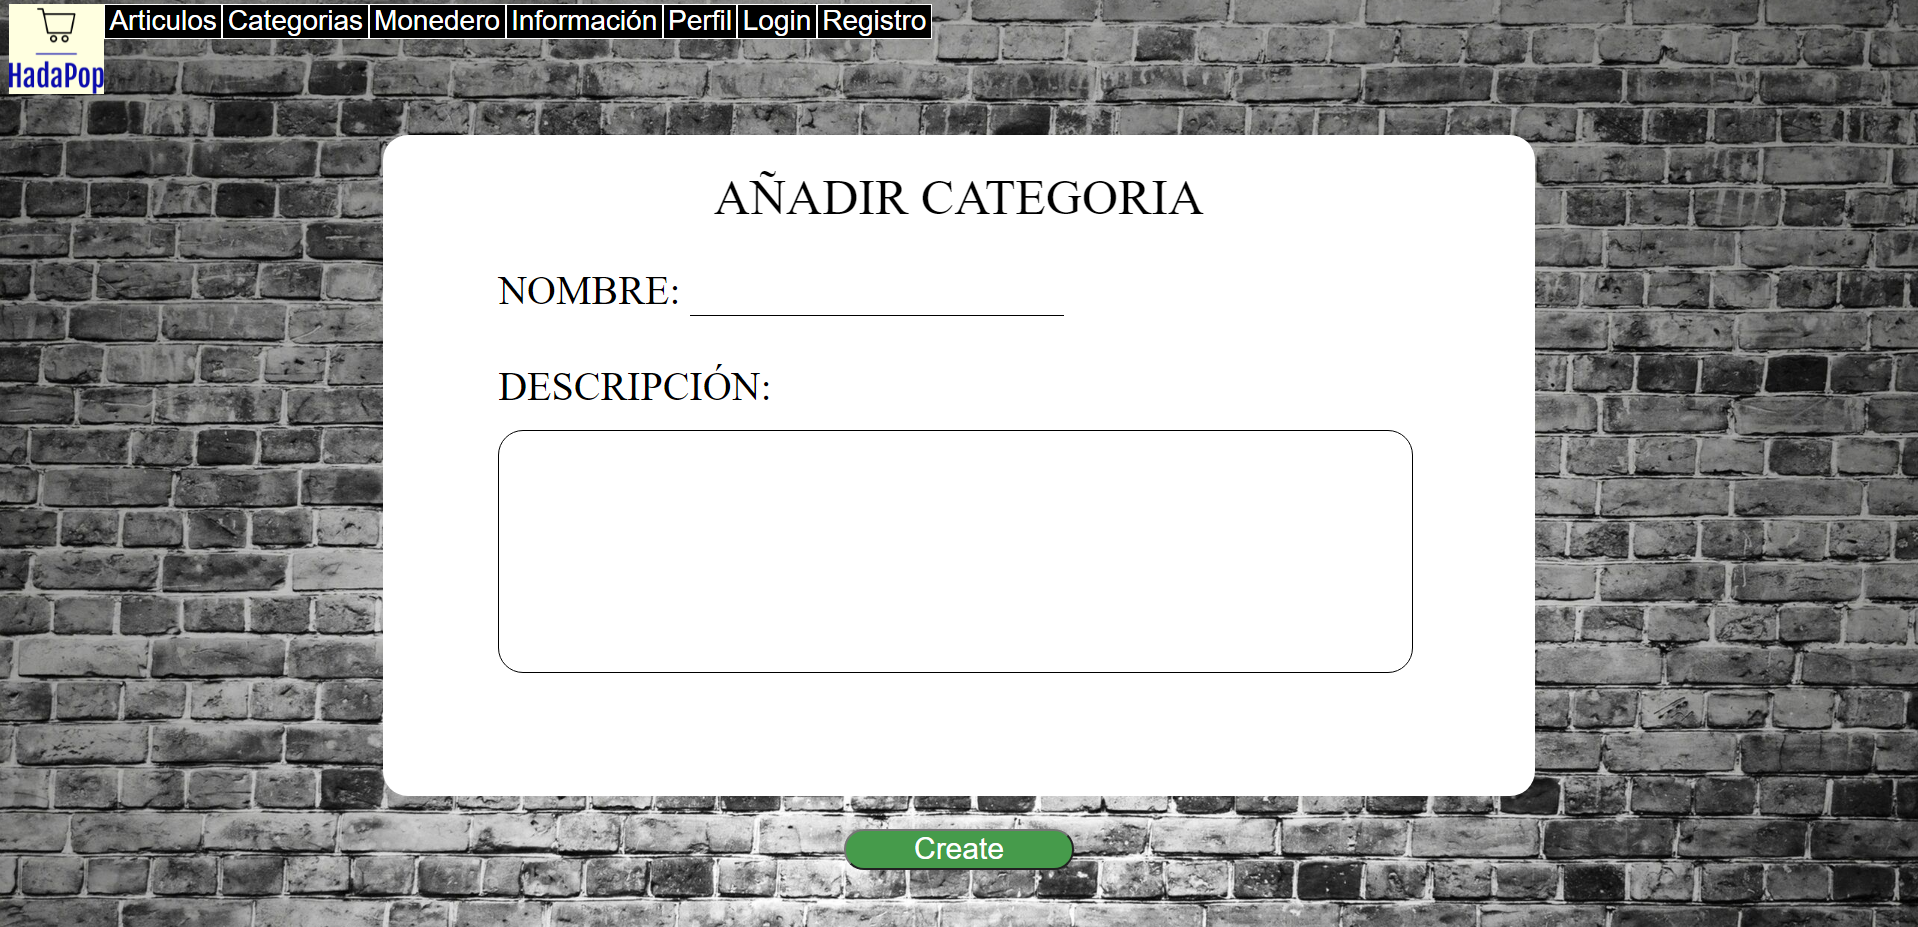 Articulos Categorias Monedero Información Perfil Login Registro
HadaPop
AÑADIR CATEGORIA
NOMBRE:
DESCRIPCIÓN:
Create